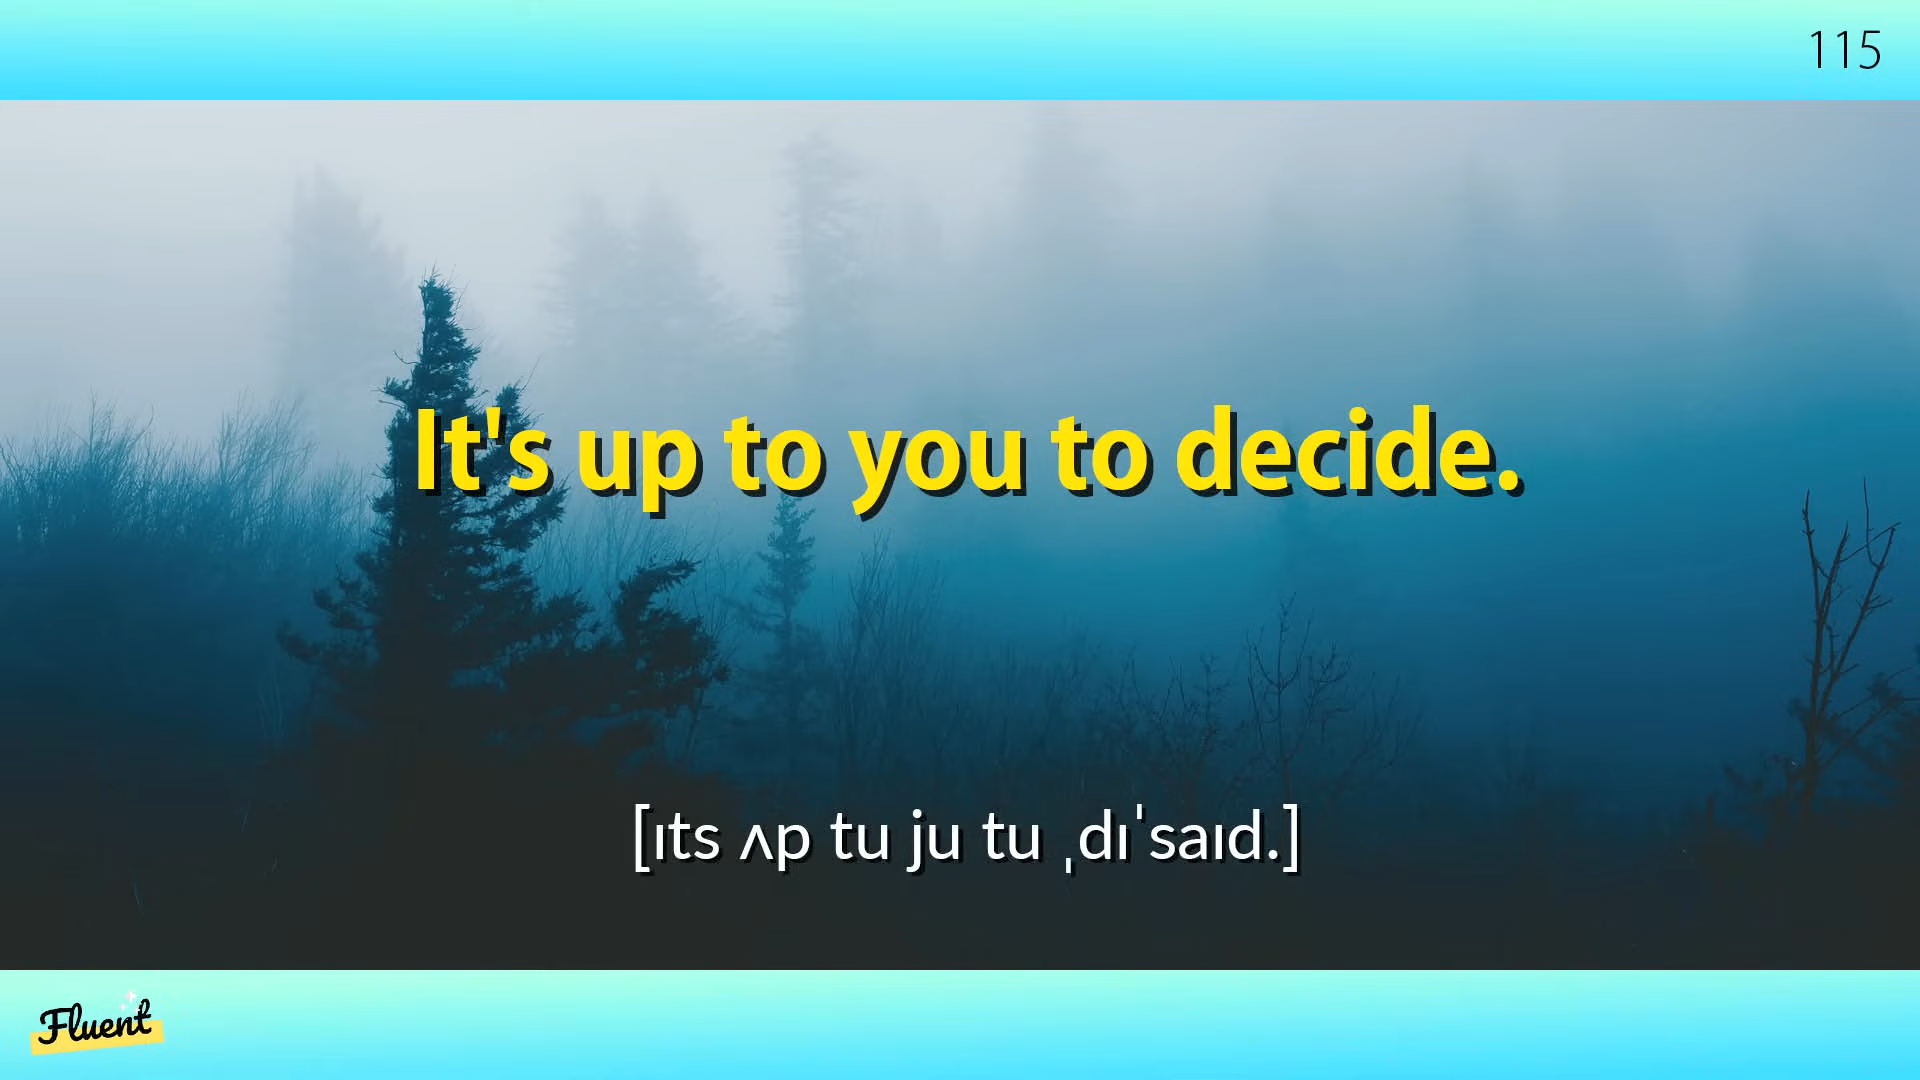 115
It's up to you to decide.
[ɪts ʌp tu ju tu ˌdɪˈsaɪd.]
Fluent